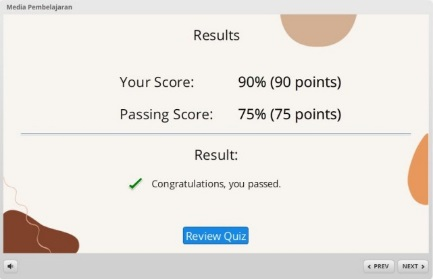 Media Pembelajaran
Results
Your Score: 90% (90 points)
Passing Score: 75% (75 points)
Result:
Congratulations, you passed.
Review Quiz
PREV NEXT